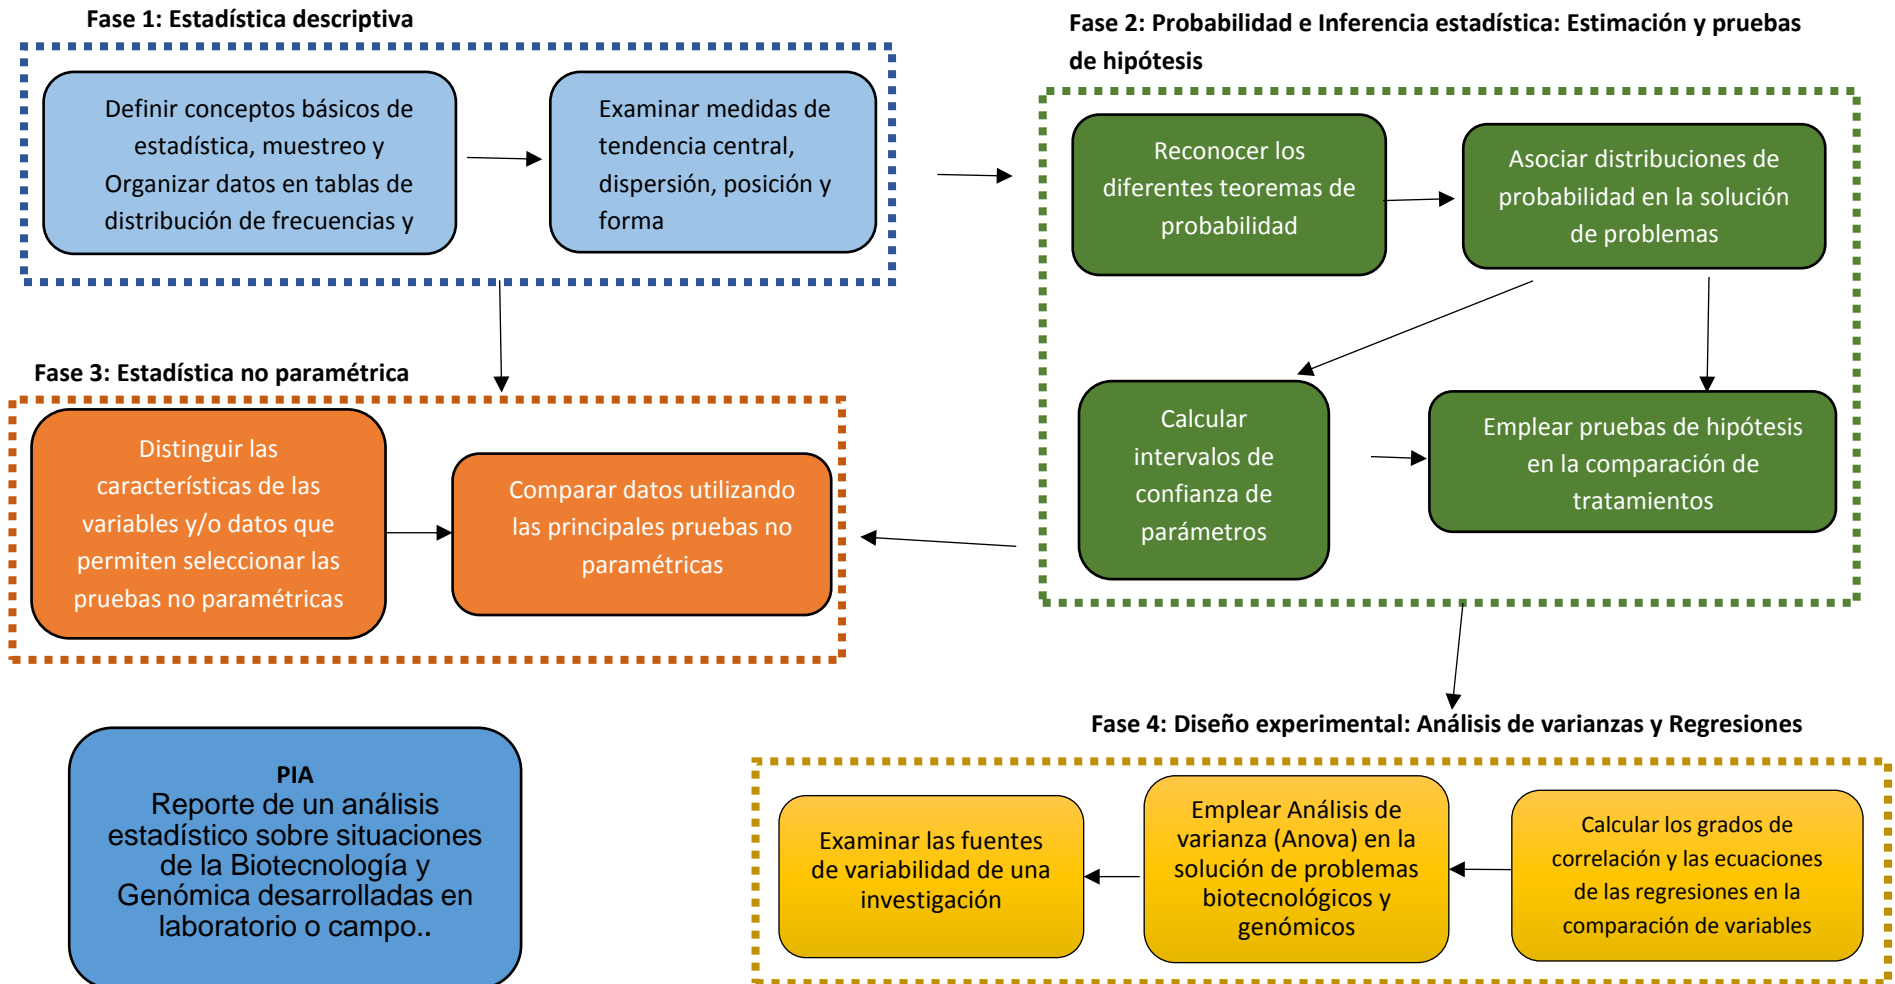 Fase 1: Estadística descriptiva
Definir conceptos básicos de
estadística, muestreo y
Organizar datos en tablas de
distribución de frecuencias y
Examinar medidas de
tendencia central,
dispersión, posición y
forma
Fase 2: Probabilidad e Inferencia estadística: Estimación y pruebas
de hipótesis
Reconocer los
diferentes teoremas de
probabilidad
Asociar distribuciones de
probabilidad en la solución
de problemas
Calcular
intervalos de
confianza de
parámetros
Emplear pruebas de hipótesis
en la comparación de
tratamientos
Fase 3: Estadística no paramétrica
Distinguir las
características de las
variables y/o datos que
permiten seleccionar las
pruebas no paramétricas
Comparar datos utilizando
las principales pruebas no
paramétricas
Fase 4: Diseño experimental: Análisis de varianzas y Regresiones
Examinar las fuentes
de variabilidad de una
investigación
Emplear Análisis de
varianza (Anova) en la
solución de problemas
biotecnológicos y
genómicos
Calcular los grados de
correlación y las ecuaciones
de las regresiones en la
comparación de variables
PIA
Reporte de un análisis
estadístico sobre situaciones
de la Biotecnología y
Genómica desarrolladas en
laboratorio o campo..